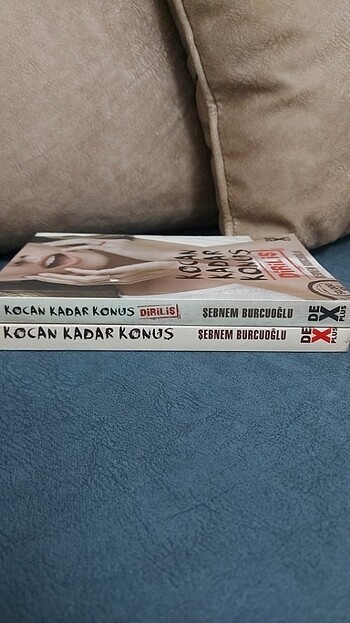 KOCAN
KADAR
KONUŞ
DİRİLİŞ
KOCAN KADAR KONUŞ DİRİLİŞ ŞEBNEM BURCUOĞLU DEX PLUS
KOCAN KADAR KONUŞ ŞEBNEM BURCUOĞLU DEX PLUS